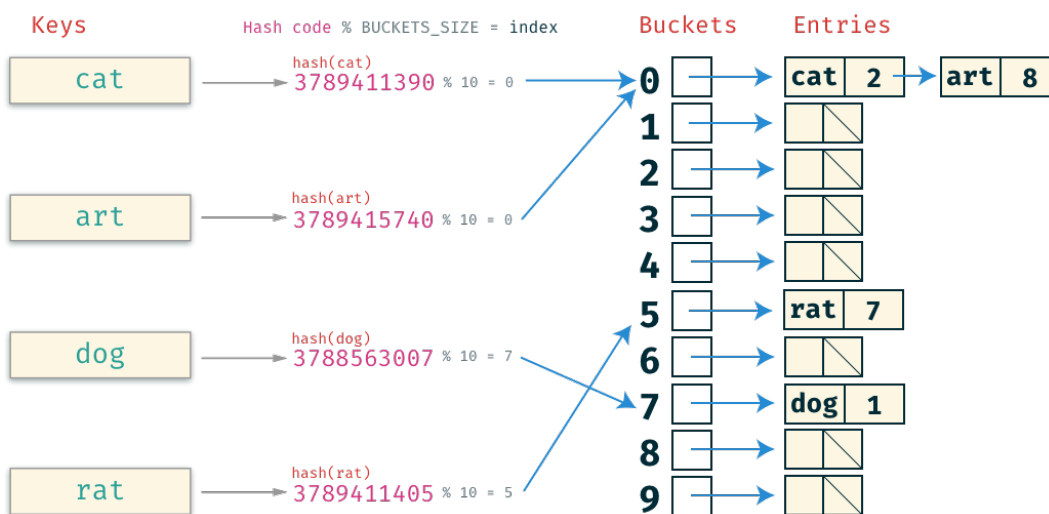 Keys
Hash code % BUCKETS_SIZE = index
Buckets
Entries
cat
hash(cat)
3789411390 % 10 = 0
art
hash(art)
3789415740 % 10 = 0
dog
hash(dog)
3788563007 % 10 = 7
rat
hash(rat)
3789411405 % 10 = 5
0 cat 2 art 8
1
2
3
4
5 rat 7
6
7 dog 1
8
9